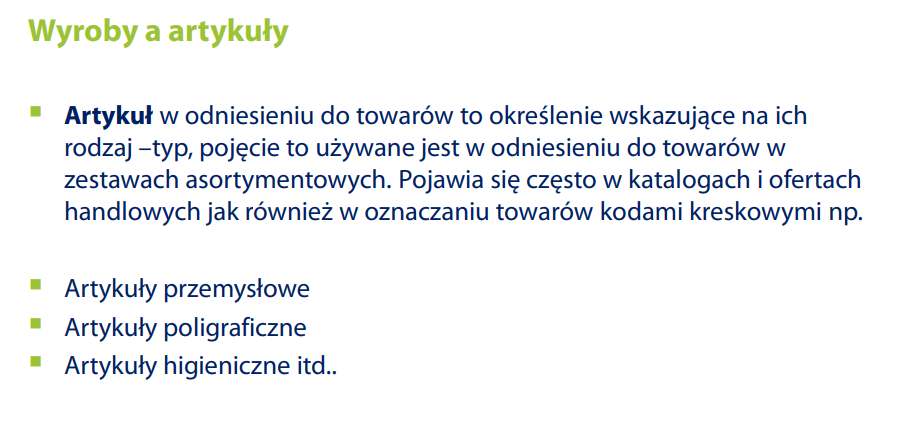 Wyroby a artykuły
Artykuł w odniesieniu do towarów to określenie wskazujące na ich
rodzaj –typ, pojęcie to używane jest w odniesieniu do towarów w
zestawach asortymentowych. Pojawia się często w katalogach i ofertach
handlowych jak również w oznaczaniu towarów kodami kreskowymi np.
Artykuły przemysłowe
Artykuły poligraficzne
Artykuły higieniczne itd..